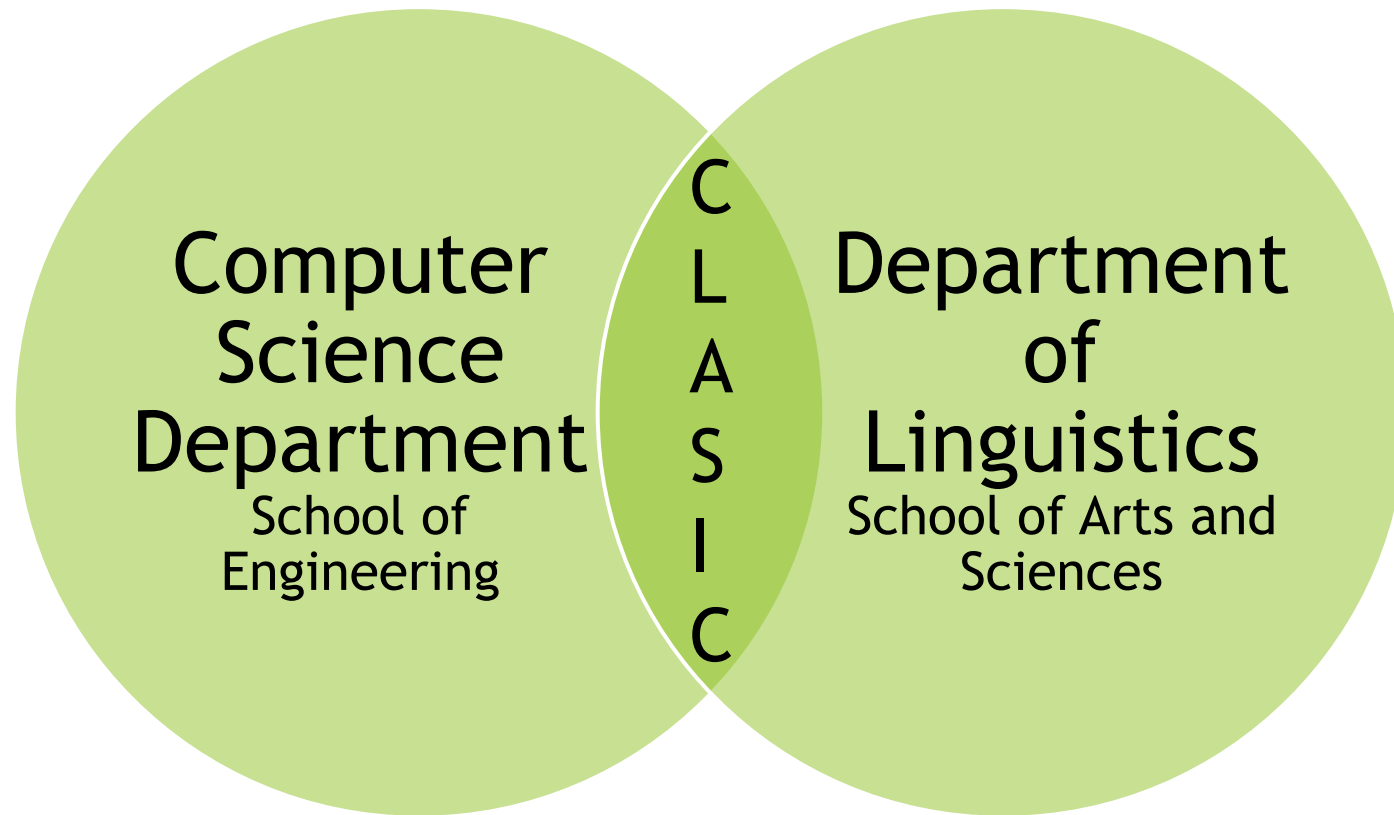 Computer
Science
Department
School of
Engineering
C
L
A
S
I
C
Department
of
Linguistics
School of Arts and
Sciences